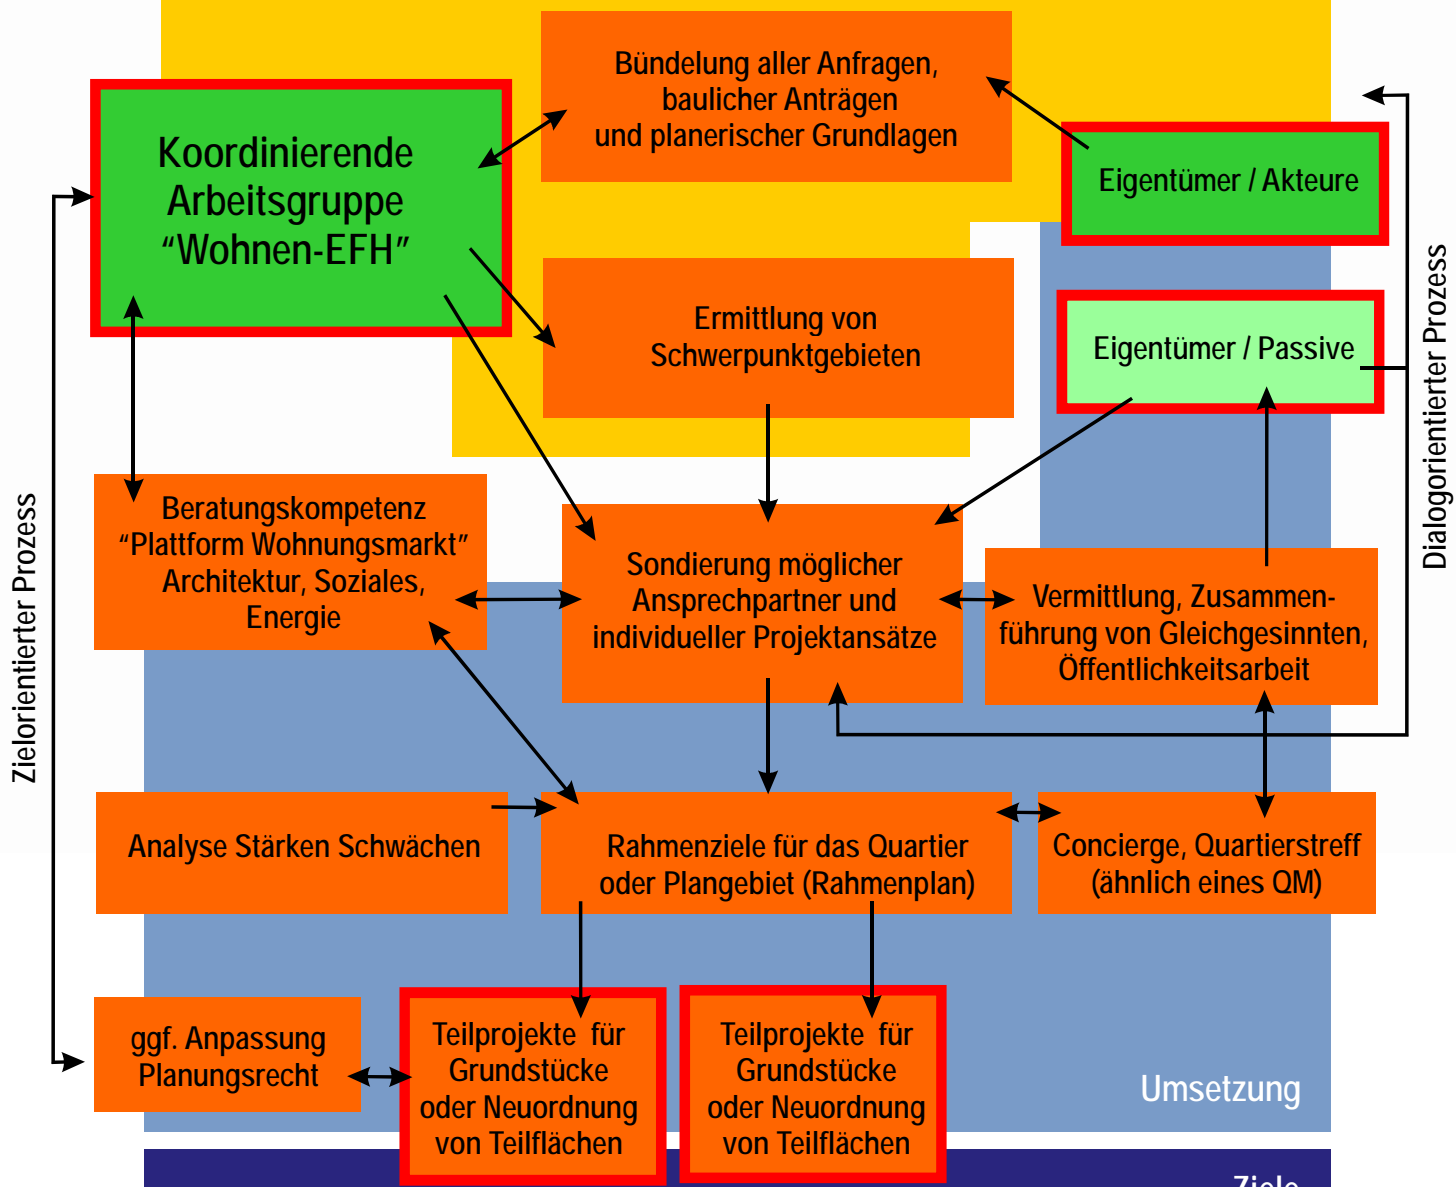 Bündelung aller Anfragen,
baulicher Anträgen
und planerischer Grundlagen
Koordinierende
Arbeitsgruppe
“Wohnen-EFH”
Eigentümer / Akteure
Ermittlung von
Schwerpunktgebieten
Eigentümer / Passive
Dialogorientierter Prozess
Zielorientierter Prozess
Beratungskompetenz
“Plattform Wohnungsmarkt”
Architektur, Soziales,
Energie
Sondierung möglicher
Ansprechpartner und
individueller Projektansätze
Vermittlung, Zusammen-
führung von Gleichgesinnten,
Öffentlichkeitsarbeit
Analyse Stärken Schwächen
Rahmenziele für das Quartier
oder Plangebiet (Rahmenplan)
Concierge, Quartierstreff
(ähnlich eines QM)
ggf. Anpassung
Planungsrecht
Teilprojekte für
Grundstücke
oder Neuordnung
von Teilflächen
Teilprojekte für
Grundstücke
oder Neuordnung
von Teilflächen
Umsetzung
Ziele